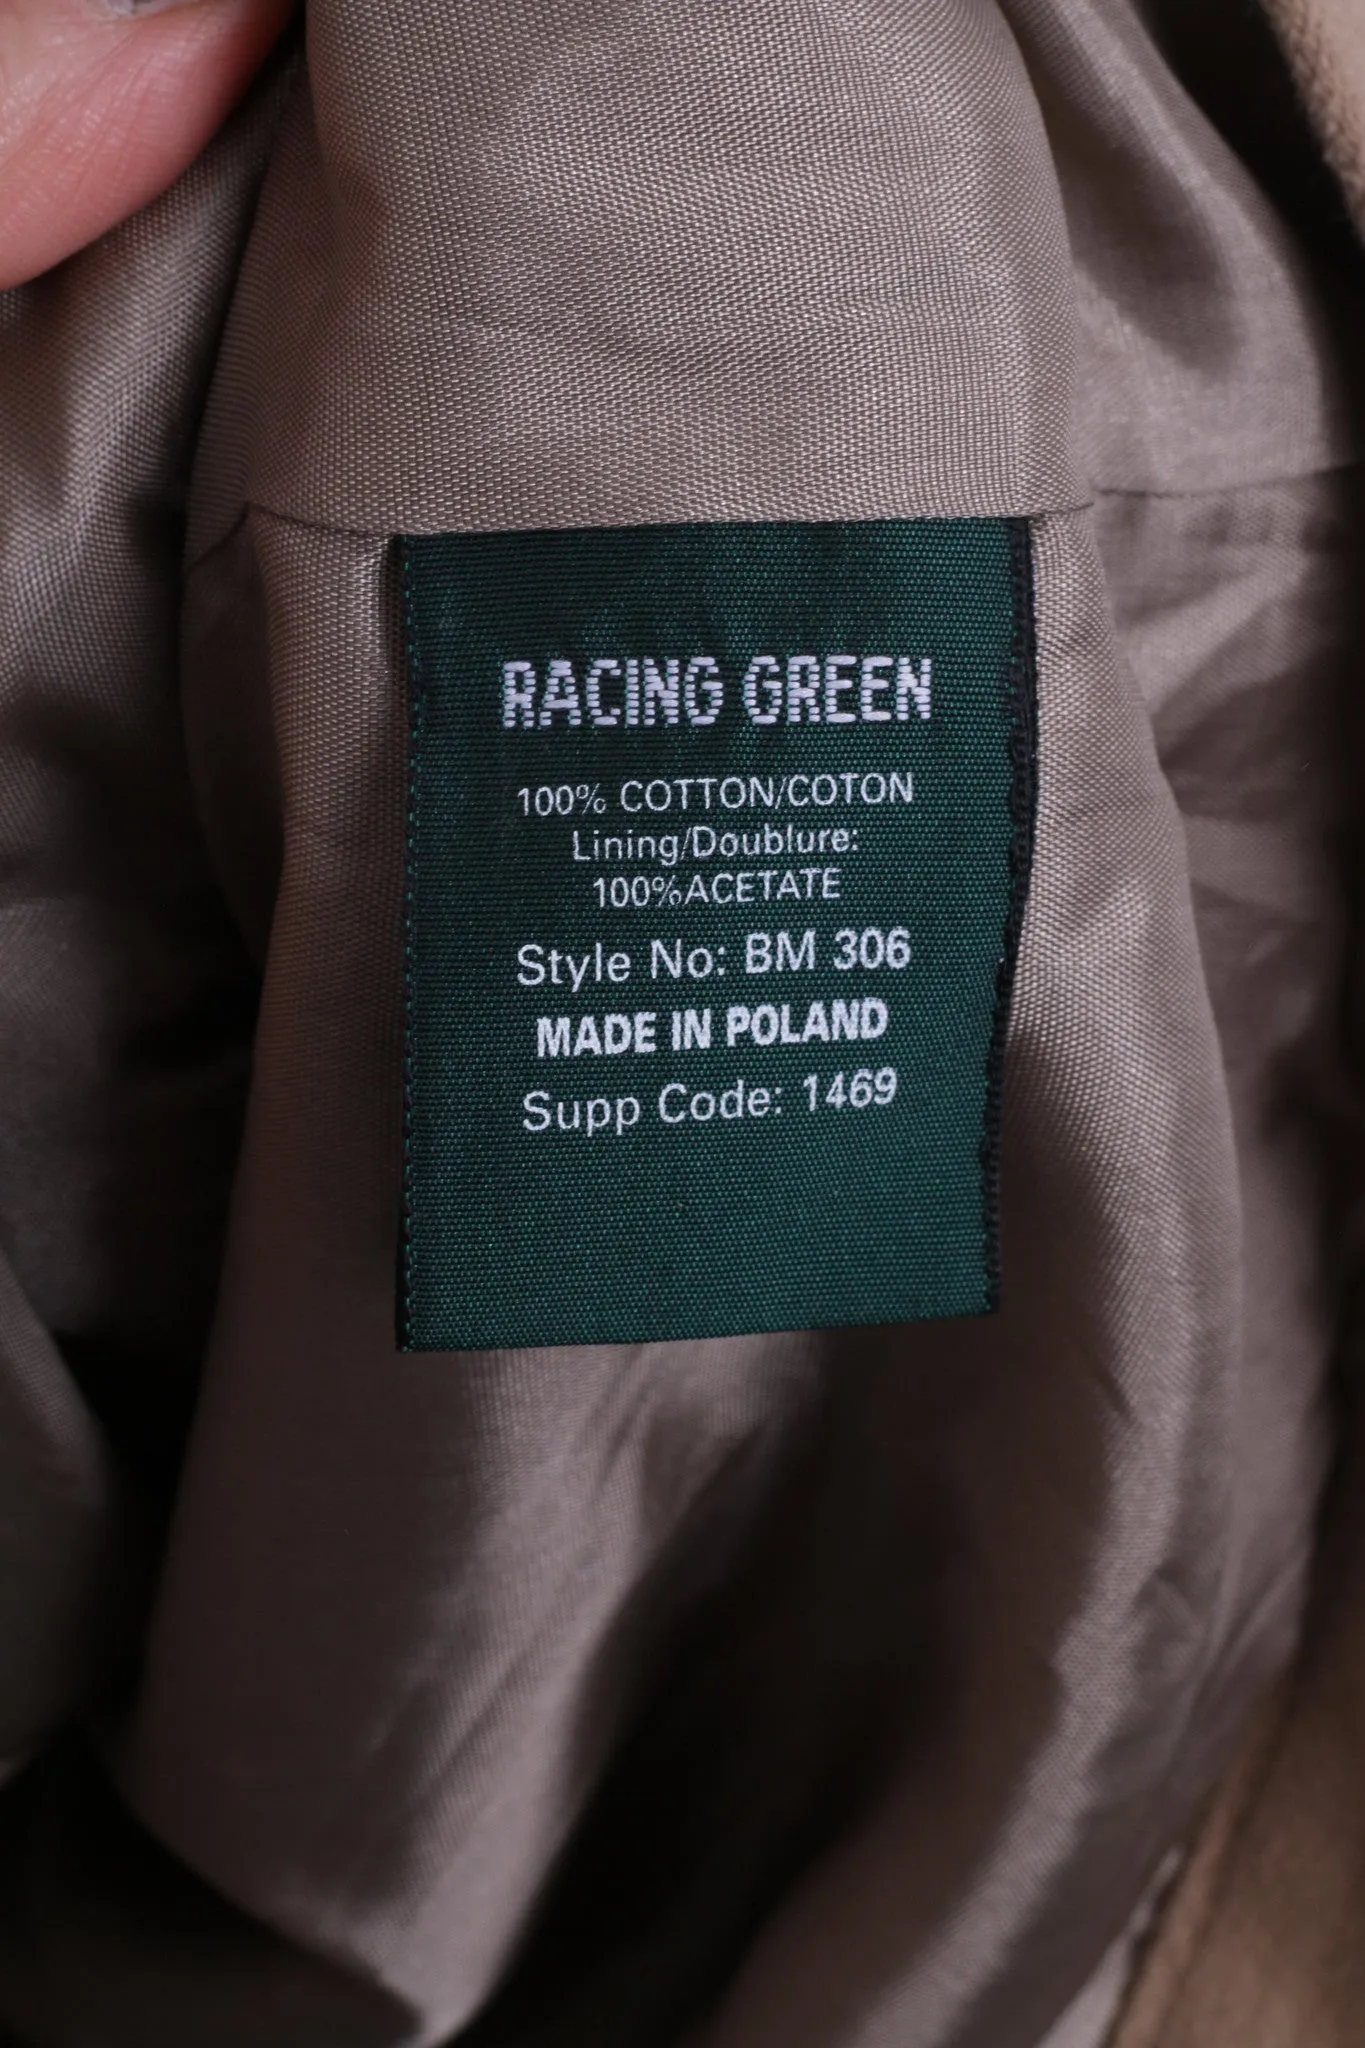 RACING GREEN
100% COTTON/COTON
Lining/Doublure:
100%ACETATE
Style No: BM 306
MADE IN POLAND
Supp Code: 1469